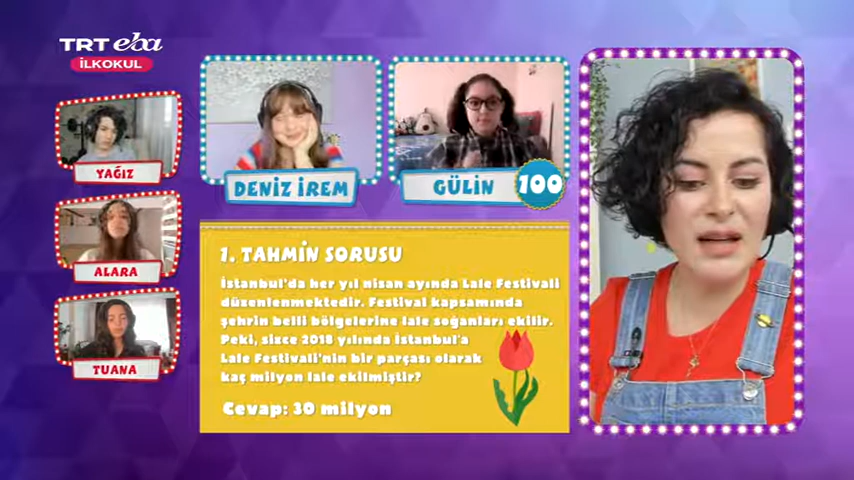 TRT eba
İLKOKUL
YAĞIZ
ALARA
TUANA
DENİZ İREM
GÜLİN
100
1. TAHMİN SORUSU
İstanbul'da her yıl nisan ayında Lale Festivali
düzenlenmektedir. Festival kapsamında
şehrin belli bölgelerine lale soğanları ekilir.
Peki, sizce 2018 yılında İstanbul'a
Lale Festivali'nin bir parçası olarak
kaç milyon lale ekilmiştir?
Cevap: 30 milyon